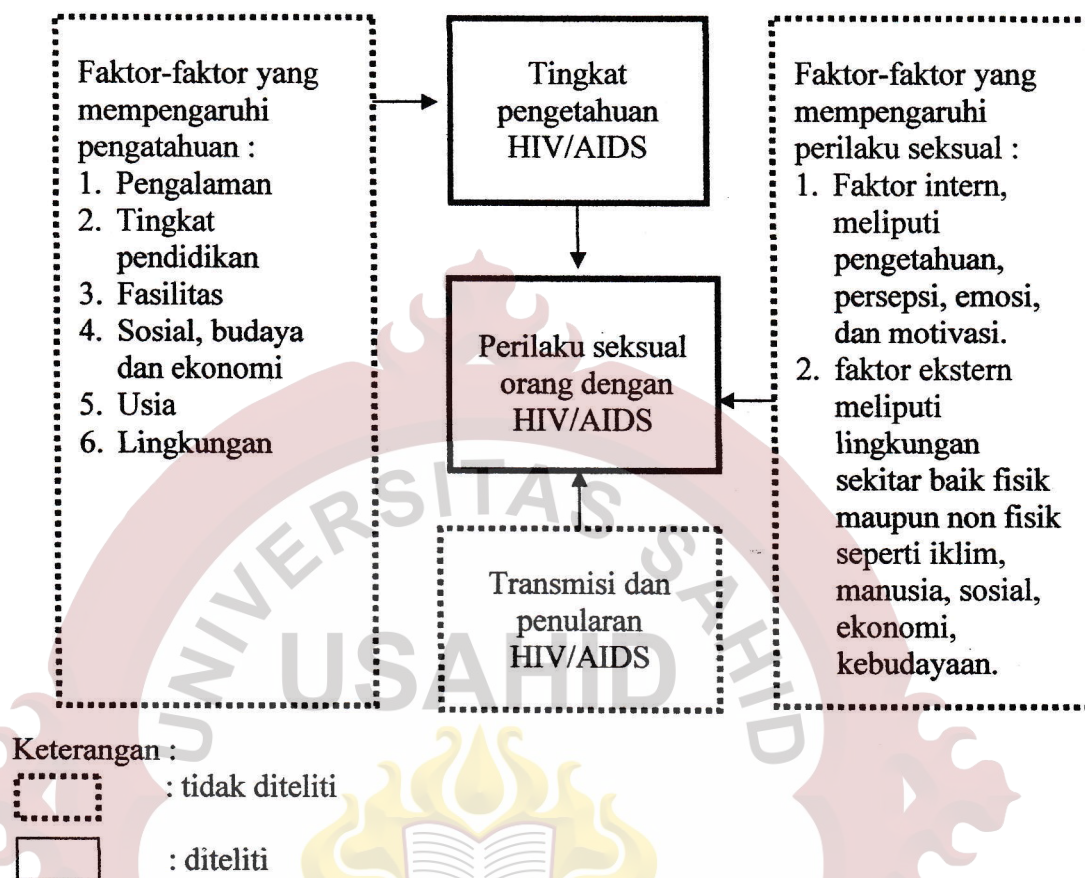 Faktor-faktor yang
mempengaruhi
pengatahuan :
1. Pengalaman
2. Tingkat
pendidikan
3. Fasilitas
4. Sosial, budaya
dan ekonomi
5. Usia
6. Lingkungan
Tingkat
pengetahuan
HIV/AIDS
Perilaku seksual
orang dengan
HIV/AIDS
Transmisi dan
penularan
HIV/AIDS
Faktor-faktor yang
mempengaruhi
perilaku seksual :
1. Faktor intern,
meliputi
pengetahuan,
persepsi, emosi,
dan motivasi.
2. faktor ekstern
meliputi
lingkungan
sekitar baik fisik
maupun non fisik
seperti iklim,
manusia, sosial,
ekonomi,
kebudayaan.
Keterangan :
: tidak diteliti
: diteliti
UNIVERSITAS SAHID
USAHID